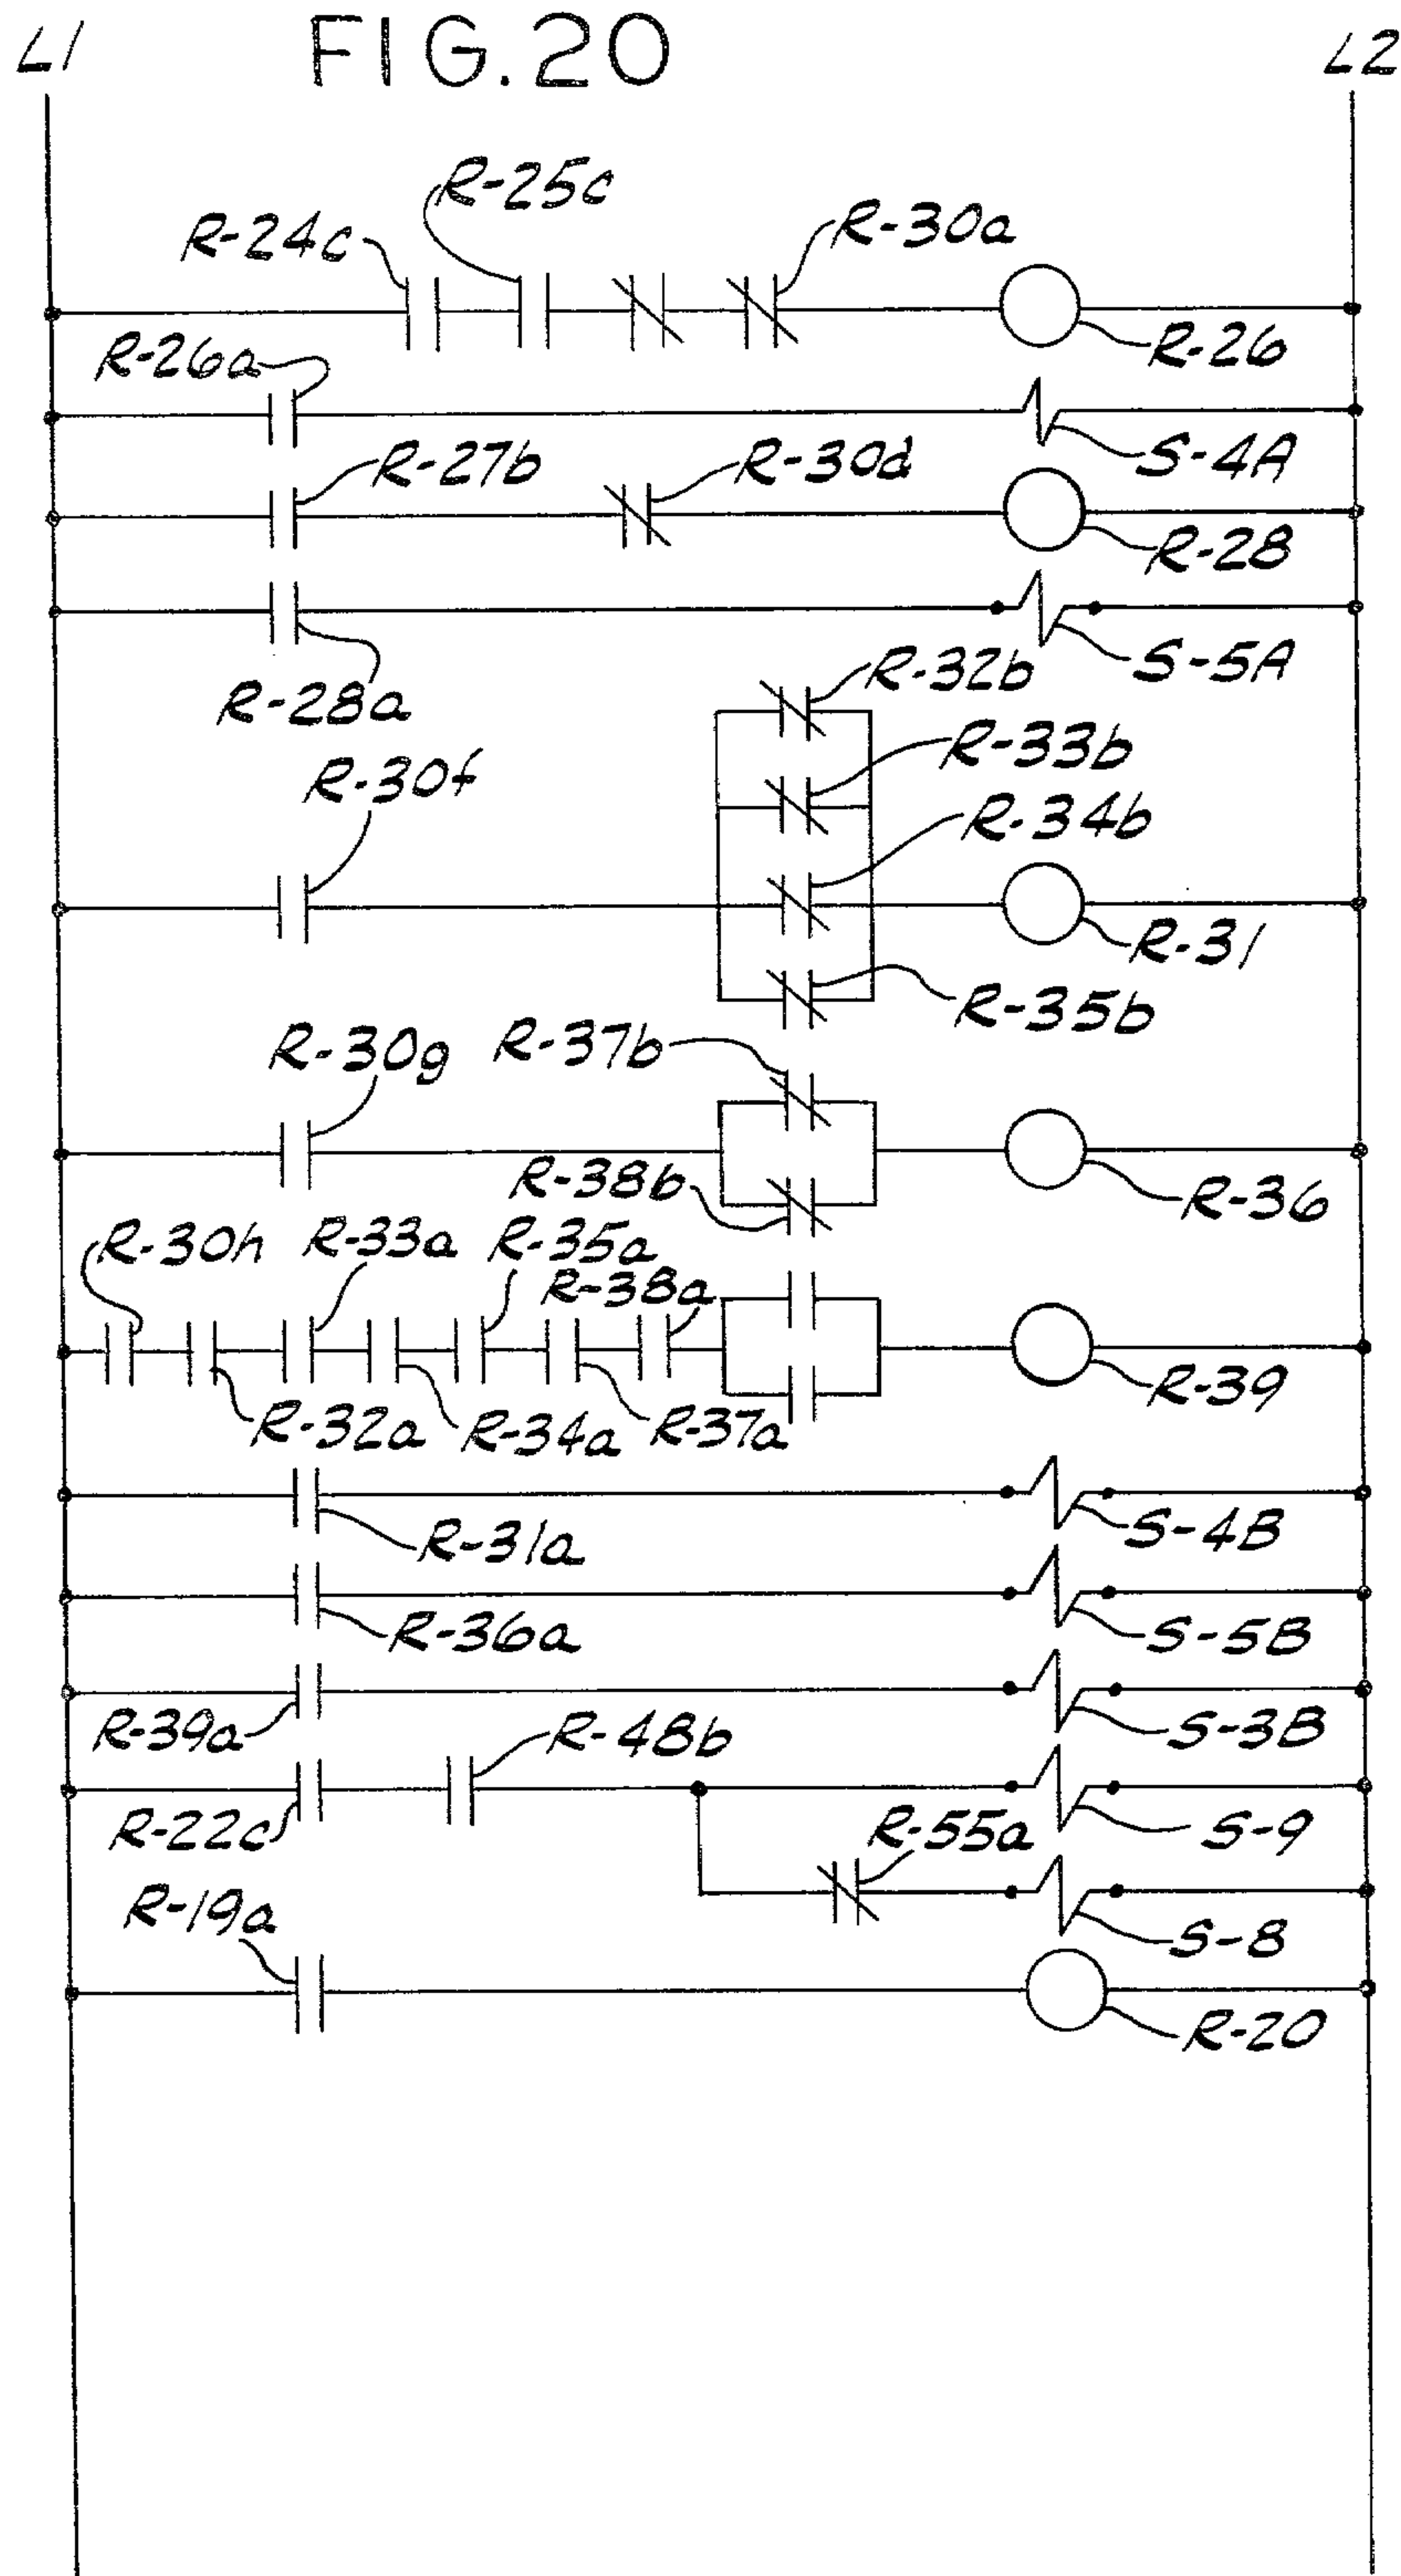 FIG. 20
L1
L2
R-25c
R-24c
R-30a
R-26
R-26a
S-4A
R-27b
R-30d
R-28
R-28a
S-5A
R-32b
R-33b
R-30f
R-34b
R-31
R-35b
R-30g
R-37b
R-38b
R-36
R-30h
R-33a
R-35a
R-38a
R-32a
R-34a
R-37a
R-39
R-31a
S-4B
R-36a
S-5B
R-39a
S-3B
R-48b
R-22c
S-9
R-55a
S-8
R-19a
R-20